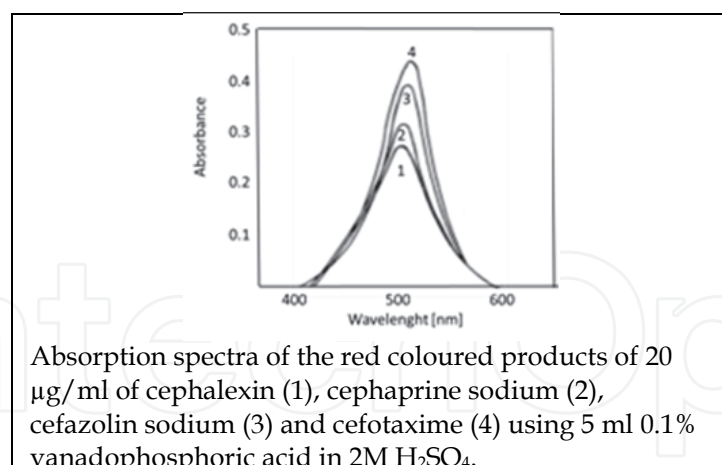 0.5
0.4
0.3
0.2
0.1
Absorbance
4
3
2
1
400 500 600
Wavelenght [nm]
Absorption spectra of the red coloured products of 20
µg/ml of cephalexin (1), cephaprine sodium (2),
cefazolin sodium (3) and cefotaxime (4) using 5 ml 0.1%
vanadophosphoric acid in 2M H₂SO₄.